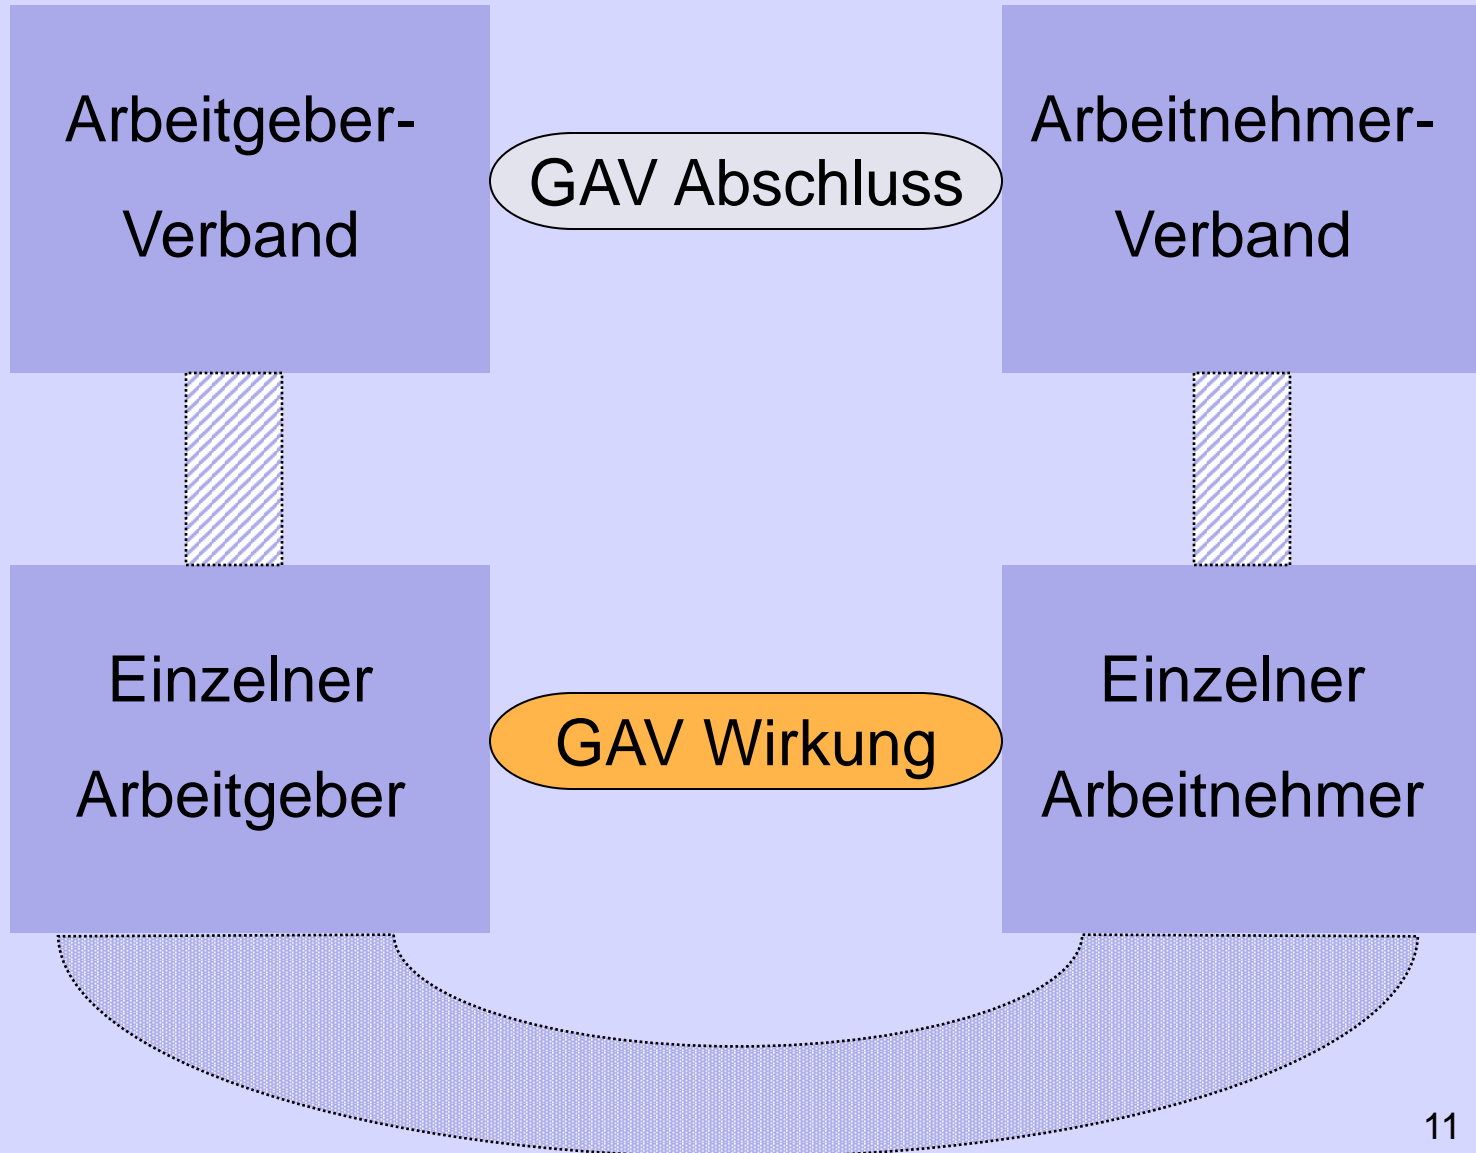 Arbeitgeber-
Verband
GAV Abschluss
Arbeitnehmer-
Verband
Einzelner
Arbeitgeber
GAV Wirkung
Einzelner
Arbeitnehmer
11